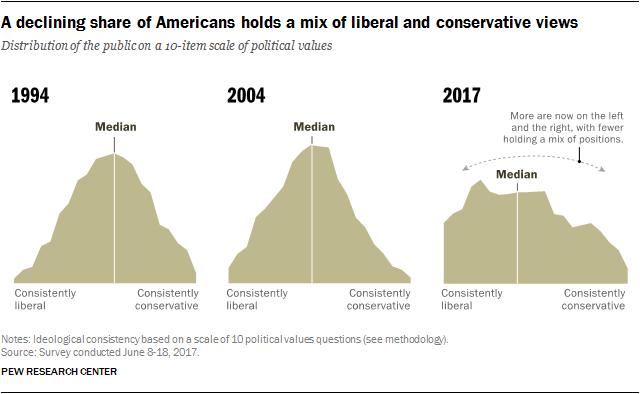 A declining share of Americans holds a mix of liberal and conservative views
Distribution of the public on a 10-item scale of political values
1994
2004
2017
More are now on the left
and the right, with fewer
holding a mix of positions.
Median
Median
Median
Consistently
liberal
Consistently
conservative
Consistently
liberal
Consistently
conservative
Consistently
liberal
Consistently
conservative
Notes: Ideological consistency based on a scale of 10 political values questions (see methodology).
Source: Survey conducted June 8-18, 2017.
PEW RESEARCH CENTER